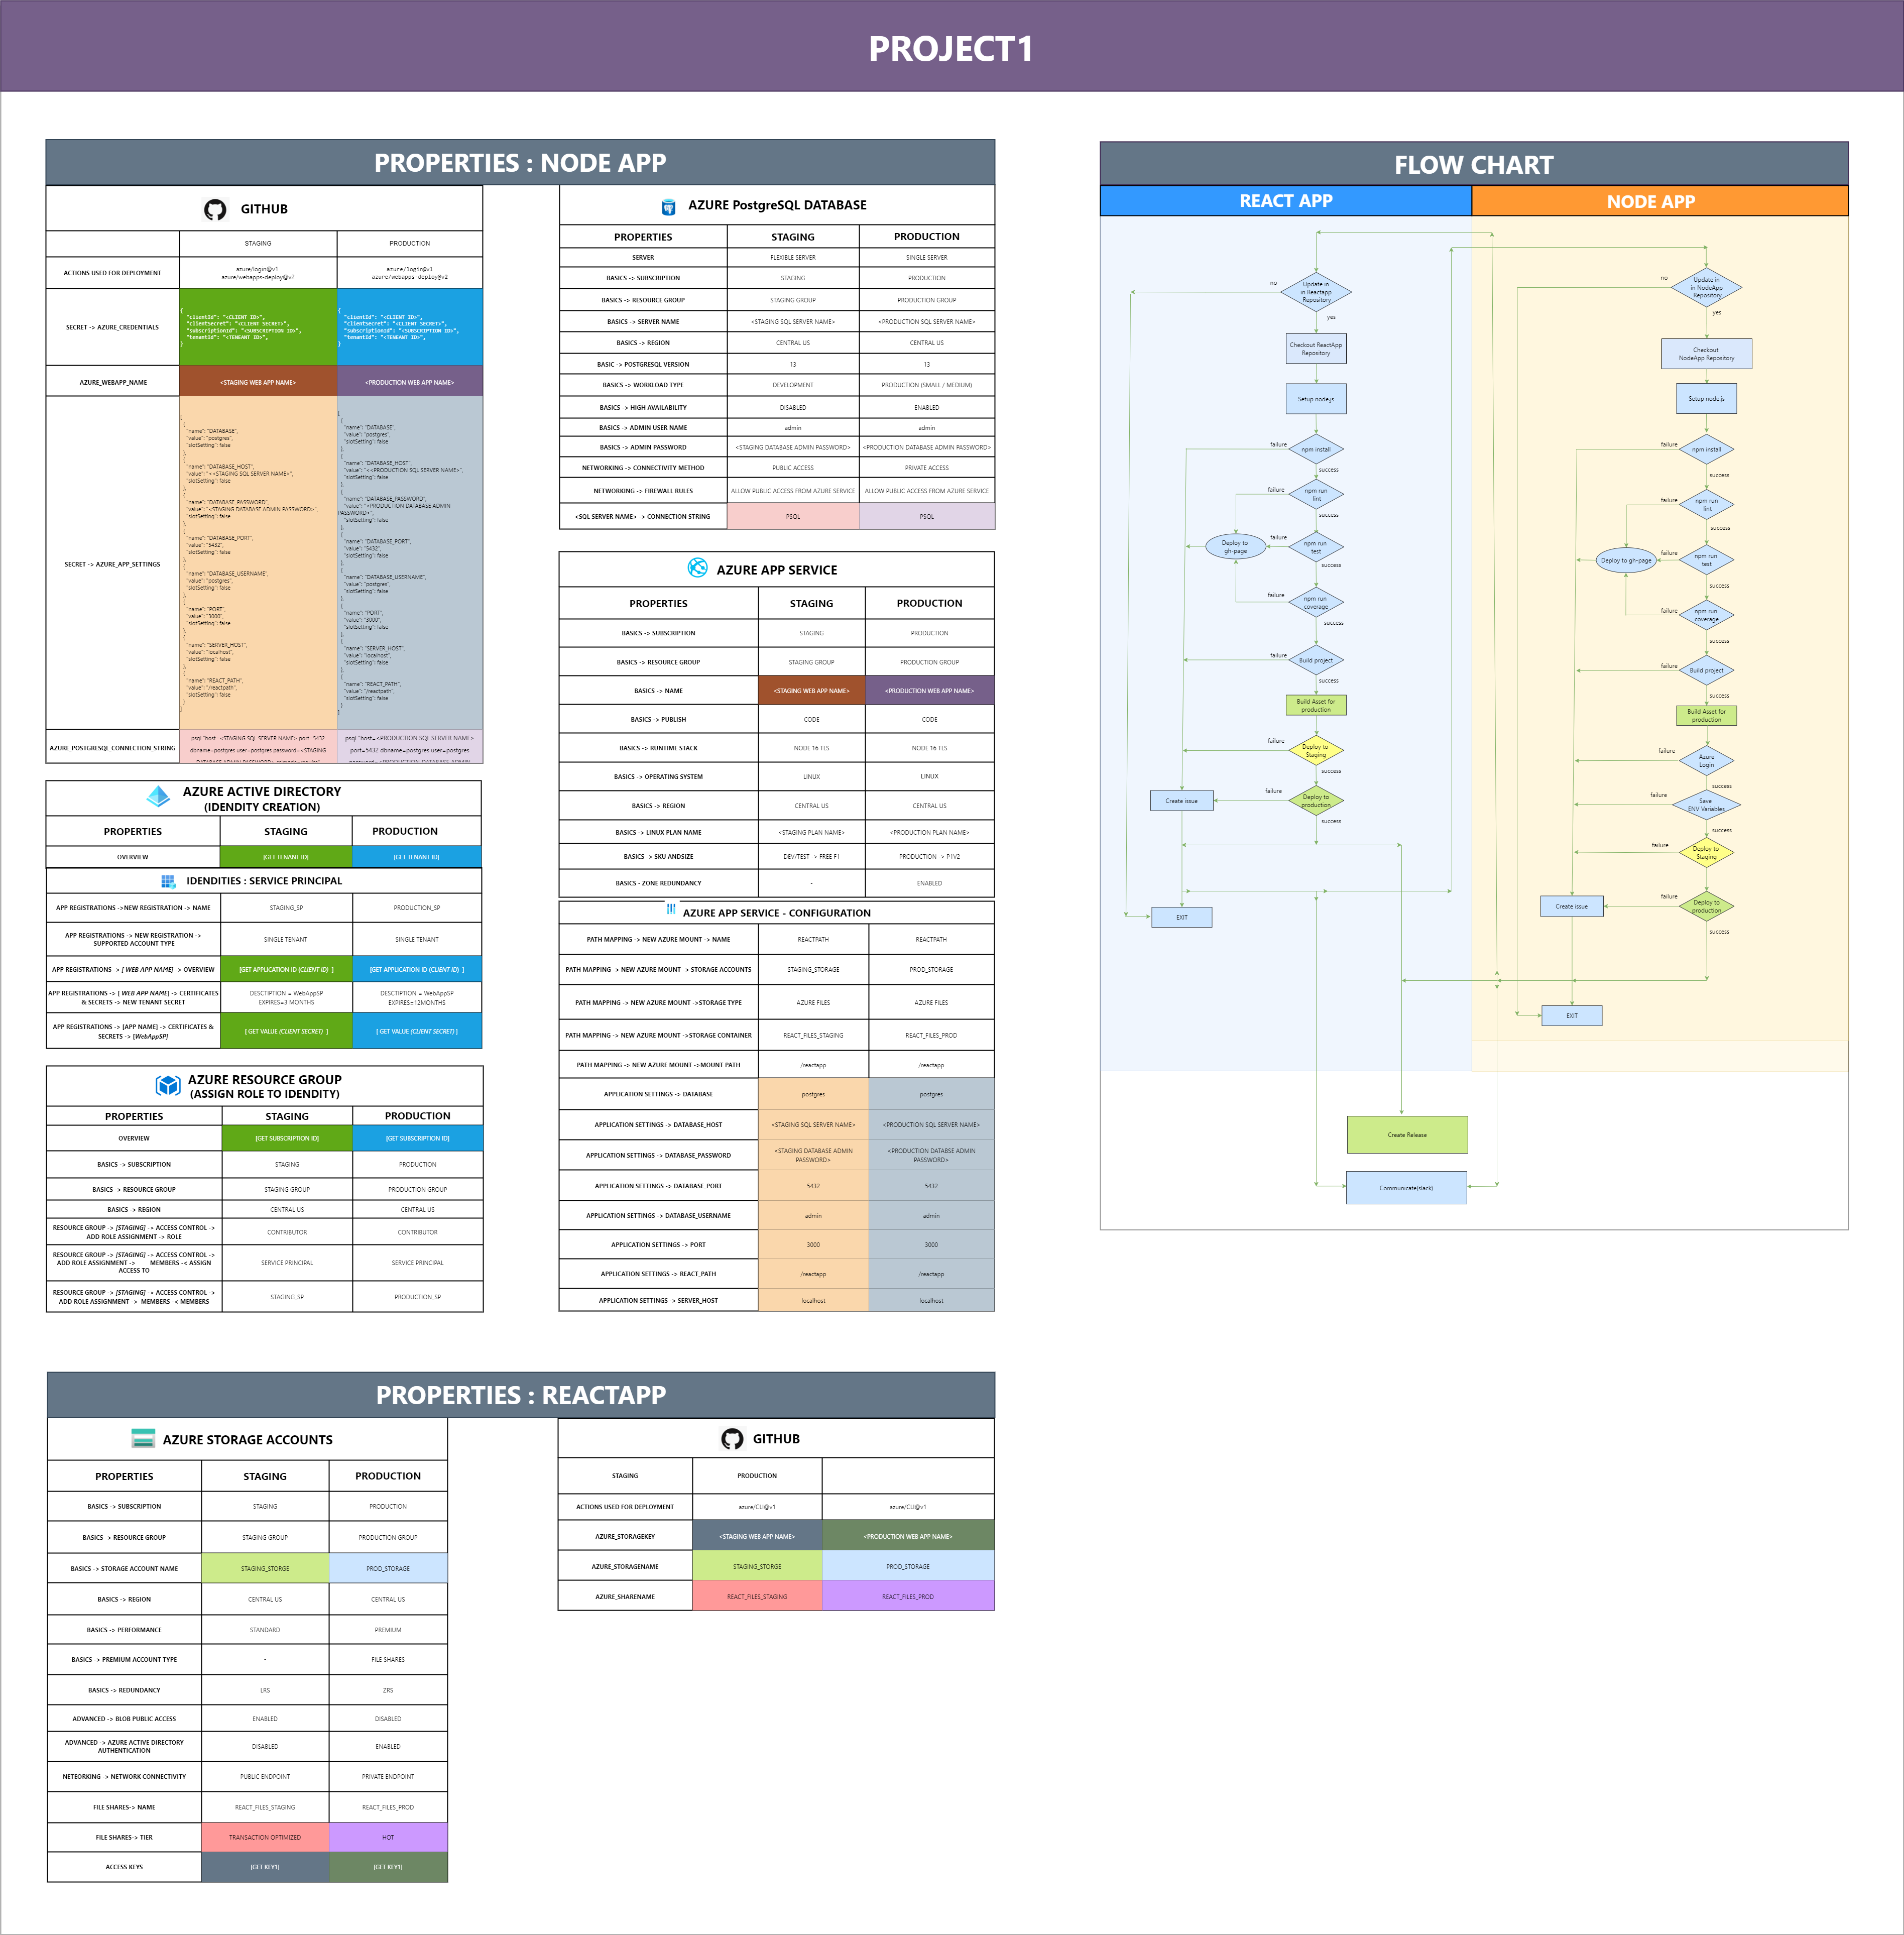 PROJECT1
PROPERTIES : NODE APP
GITHUB
STAGING PRODUCTION
ACTIONS USED FOR DEPLOYMENT azure/login@v1 azure/login@v1
azure/webapps-deploy@v2 azure/webapps-deploy@v2
SECRET -> AZURE_CREDENTIALS
{
"clientId": "<CLIENT ID>",
"clientSecret": "<CLIENT SECRET>",
"subscriptionId": "<SUBSCRIPTION ID>",
"tenantId": "<TENEANT ID>",
}
{
"clientId": "<CLIENT ID>",
"clientSecret": "<CLIENT SECRET>",
"subscriptionId": "<SUBSCRIPTION ID>",
"tenantId": "<TENEANT ID>",
}
AZURE_WEBAPP_NAME <STAGING WEB APP NAME> <PRODUCTION WEB APP NAME>
SECRET -> AZURE_APP_SETTINGS
[
{
"name": "DATABASE",
"value": "postgres",
"slotSetting": false
},
{
"name": "DATABASE_HOST",
"value": "<<STAGING SQL SERVER NAME>",
"slotSetting": false
},
{
"name": "DATABASE_PASSWORD",
"value": "<STAGING DATABASE ADMIN PASSWORD>",
"slotSetting": false
},
{
"name": "DATABASE_PORT",
"value": "5432",
"slotSetting": false
},
{
"name": "DATABASE_USERNAME",
"value": "postgres",
"slotSetting": false
},
{
"name": "PORT",
"value": "3000",
"slotSetting": false
},
{
"name": "SERVER_HOST",
"value": "localhost",
"slotSetting": false
},
{
"name": "REACT_PATH",
"value": "/reactpath",
"slotSetting": false
}
]
[
{
"name": "DATABASE",
"value": "postgres",
"slotSetting": false
},
{
"name": "DATABASE_HOST",
"value": "<<PRODUCTION SQL SERVER NAME>",
"slotSetting": false
},
{
"name": "DATABASE_PASSWORD",
"value": "<PRODUCTION DATABASE ADMIN
PASSWORD>",
"slotSetting": false
},
{
"name": "DATABASE_PORT",
"value": "5432",
"slotSetting": false
},
{
"name": "DATABASE_USERNAME",
"value": "postgres",
"slotSetting": false
},
{
"name": "PORT",
"value": "3000",
"slotSetting": false
},
{
"name": "SERVER_HOST",
"value": "localhost",
"slotSetting": false
},
{
"name": "REACT_PATH",
"value": "/reactpath",
"slotSetting": false
}
]
AZURE_POSTGRESQL_CONNECTION_STRING
psql "host=<STAGING SQL SERVER NAME> port=5432
dbname=postgres user=postgres password=<STAGING
psql "host=<PRODUCTION SQL SERVER NAME>
port=5432 dbname=postgres user=postgres
AZURE ACTIVE DIRECTORY
(IDENDITY CREATION)
PROPERTIES STAGING PRODUCTION
OVERVIEW [GET TENANT ID] [GET TENANT ID]
IDENDITIES : SERVICE PRINCIPAL
APP REGISTRATIONS ->NEW REGISTRATION -> NAME STAGING_SP PRODUCTION_SP
APP REGISTRATIONS -> NEW REGISTRATION ->
SUPPORTED ACCOUNT TYPE SINGLE TENANT SINGLE TENANT
APP REGISTRATIONS -> [ WEB APP NAME] -> OVERVIEW [GET APPLICATION ID (CLIENT ID) ] [GET APPLICATION ID (CLIENT ID) ]
APP REGISTRATIONS -> [ WEB APP NAME] -> CERTIFICATES DESCTIPTION = WebAppSP DESCTIPTION = WebAppSP
& SECRETS -> NEW TENANT SECRET EXPIRES=3 MONTHS EXPIRES=12MONTHS
APP REGISTRATIONS -> [APP NAME] -> CERTIFICATES &
SECRETS -> [WebAppSP] [ GET VALUE (CLIENT SECRET) ] [ GET VALUE (CLIENT SECRET) ]
AZURE RESOURCE GROUP
(ASSIGN ROLE TO IDENDITY)
PROPERTIES STAGING PRODUCTION
OVERVIEW [GET SUBSCRIPTION ID] [GET SUBSCRIPTION ID]
BASICS -> SUBSCRIPTION STAGING PRODUCTION
BASICS -> RESOURCE GROUP STAGING GROUP PRODUCTION GROUP
BASICS -> REGION CENTRAL US CENTRAL US
RESOURCE GROUP -> [STAGING] -> ACCESS CONTROL ->
ADD ROLE ASSIGNMENT -> ROLE CONTRIBUTOR CONTRIBUTOR
RESOURCE GROUP -> [STAGING] -> ACCESS CONTROL ->
ADD ROLE ASSIGNMENT -> MEMBERS -< ASSIGN
ACCESS TO SERVICE PRINCIPAL SERVICE PRINCIPAL
RESOURCE GROUP -> [STAGING] -> ACCESS CONTROL ->
ADD ROLE ASSIGNMENT -> MEMBERS -< MEMBERS STAGING_SP PRODUCTION_SP
AZURE PostgreSQL DATABASE
PROPERTIES STAGING PRODUCTION
SERVER FLEXIBLE SERVER SINGLE SERVER
BASICS -> SUBSCRIPTION STAGING PRODUCTION
BASICS -> RESOURCE GROUP STAGING GROUP PRODUCTION GROUP
BASICS -> SERVER NAME <STAGING SQL SERVER NAME> <PRODUCTION SQL SERVER NAME>
BASICS -> REGION CENTRAL US CENTRAL US
BASIC -> POSTGRESQL VERSION 13 13
BASICS -> WORKLOAD TYPE DEVELOPMENT PRODUCTION (SMALL / MEDIUM)
BASICS -> HIGH AVAILABILITY DISABLED ENABLED
BASICS -> ADMIN USER NAME admin admin
BASICS -> ADMIN PASSWORD <STAGING DATABASE ADMIN PASSWORD> <PRODUCTION DATABASE ADMIN PASSWORD>
NETWORKING -> CONNECTIVITY METHOD PUBLIC ACCESS PRIVATE ACCESS
NETWORKING -> FIREWALL RULES ALLOW PUBLIC ACCESS FROM AZURE SERVICE ALLOW PUBLIC ACCESS FROM AZURE SERVICE
<SQL SERVER NAME> -> CONNECTION STRING PSQL PSQL
AZURE APP SERVICE
PROPERTIES STAGING PRODUCTION
BASICS -> SUBSCRIPTION STAGING PRODUCTION
BASICS -> RESOURCE GROUP STAGING GROUP PRODUCTION GROUP
BASICS -> NAME <STAGING WEB APP NAME> <PRODUCTION WEB APP NAME>
BASICS -> PUBLISH CODE CODE
BASICS -> RUNTIME STACK NODE 16 TLS NODE 16 TLS
BASICS -> OPERATING SYSTEM LINUX LINUX
BASICS -> REGION CENTRAL US CENTRAL US
BASICS -> LINUX PLAN NAME <STAGING PLAN NAME> <PRODUCTION PLAN NAME>
BASICS -> SKU ANDSIZE DEV/TEST -> FREE F1 PRODUCTION -> P1V2
BASICS - ZONE REDUNDANCY - ENABLED
AZURE APP SERVICE - CONFIGURATION
PATH MAPPING -> NEW AZURE MOUNT -> NAME REACTPATH REACTPATH
PATH MAPPING -> NEW AZURE MOUNT -> STORAGE ACCOUNTS STAGING_STORAGE PROD_STORAGE
PATH MAPPING -> NEW AZURE MOUNT ->STORAGE TYPE AZURE FILES AZURE FILES
PATH MAPPING -> NEW AZURE MOUNT ->STORAGE CONTAINER REACT_FILES_STAGING REACT_FILES_PROD
PATH MAPPING -> NEW AZURE MOUNT ->MOUNT PATH /reactapp /reactapp
APPLICATION SETTINGS -> DATABASE postgres postgres
APPLICATION SETTINGS -> DATABASE_HOST <STAGING SQL SERVER NAME> <PRODUCTION SQL SERVER NAME>
APPLICATION SETTINGS -> DATABASE_PASSWORD <STAGING DATABASE ADMIN <PRODUCTION DATABSE ADMIN
PASSWORD> PASSWORD>
APPLICATION SETTINGS -> DATABASE_PORT 5432 5432
APPLICATION SETTINGS -> DATABASE_USERNAME admin admin
APPLICATION SETTINGS -> PORT 3000 3000
APPLICATION SETTINGS -> REACT_PATH /reactapp /reactapp
APPLICATION SETTINGS -> SERVER_HOST localhost localhost
PROPERTIES : REACTAPP
AZURE STORAGE ACCOUNTS
PROPERTIES STAGING PRODUCTION
BASICS -> SUBSCRIPTION STAGING PRODUCTION
BASICS -> RESOURCE GROUP STAGING GROUP PRODUCTION GROUP
BASICS -> STORAGE ACCOUNT NAME STAGING_STORGE PROD_STORAGE
BASICS -> REGION CENTRAL US CENTRAL US
BASICS -> PERFORMANCE STANDARD PREMIUM
BASICS -> PREMIUM ACCOUNT TYPE - FILE SHARES
BASICS -> REDUNDANCY LRS ZRS
ADVANCED -> BLOB PUBLIC ACCESS ENABLED DISABLED
ADVANCED -> AZURE ACTIVE DIRECTORY
AUTHENTICATION DISABLED ENABLED
NETEORKING -> NETWORK CONNECTIVITY PUBLIC ENDPOINT PRIVATE ENDPOINT
FILE SHARES-> NAME REACT_FILES_STAGING REACT_FILES_PROD
FILE SHARES-> TIER TRANSACTION OPTIMIZED HOT
ACCESS KEYS [GET KEY1] [GET KEY1]
GITHUB
STAGING PRODUCTION
ACTIONS USED FOR DEPLOYMENT azure/CLI@v1 azure/CLI@v1
AZURE_STORAGEKEY <STAGING WEB APP NAME> <PRODUCTION WEB APP NAME>
AZURE_STORAGENAME STAGING_STORGE PROD_STORAGE
AZURE_SHARENAME REACT_FILES_STAGING REACT_FILES_PROD
FLOW CHART
REACT APP
no
Update in
in Reactapp
Repository
yes
Checkout ReactApp
Repository
Setup node.js
failure
npm install
success
failure
npm run
lint
success
Deploy to
gh-page
failure
npm run
test
success
failure
npm run
coverage
success
failure
Build project
success
Build Asset for
production
failure
Deploy to
Staging
success
Create issue
failure
Deploy to
production
success
EXIT
NODE APP
no
Update in
in NodeApp
Repository
yes
Checkout
NodeApp Repository
Setup node.js
failure
npm install
success
failure
npm run
lint
success
Deploy to gh-page
failure
npm run
test
success
failure
npm run
coverage
success
failure
Build project
success
Build Asset for
production
failure
Azure
Login
success
failure
Save
ENV Variables
success
failure
Deploy to
Staging
success
Create issue
failure
Deploy to
production
success
EXIT
Create Release
Communicate(slack)